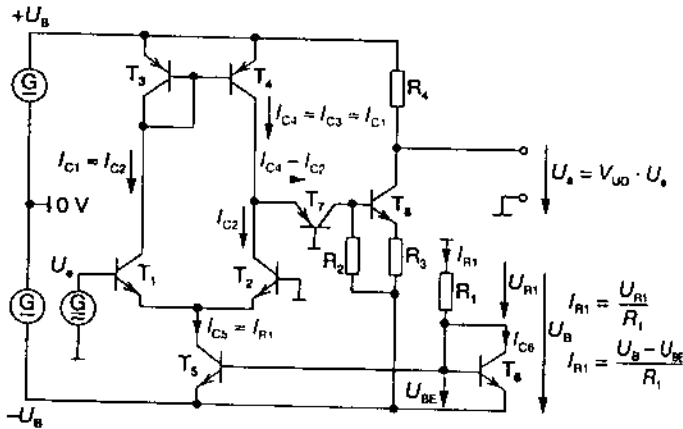 +U_B
T_3
T_4
R_4
G
I_C4 = I_C3 = I_C1
I_C1 = I_C2
I_C4 − I_C2
U_a = V_UD · U_e
0 V
T_7
T_8
I_C2
U_e
T_1
T_2
R_2
R_3
I_R1
R_1
U_R1
G
G
I_C5 = I_R1
I_C6
U_B
I_R1 = U_R1 / R_1
T_5
T_6
U_BE
I_R1 = U_B − U_BE / R_1
−U_B